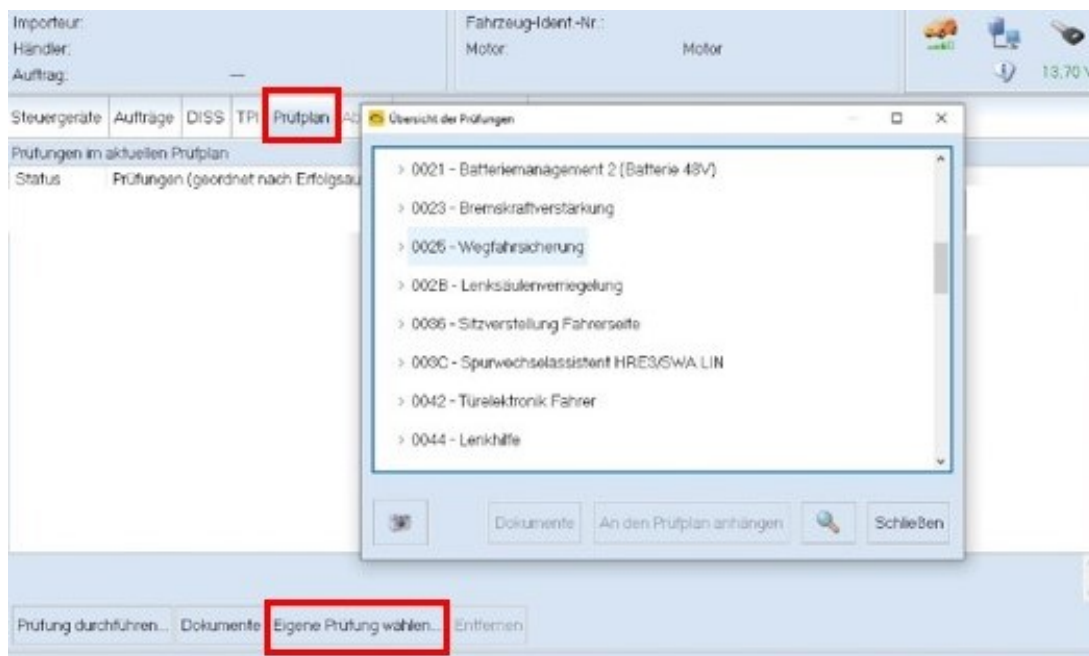 Importeur:
Händler:
Auftrag: —
Fahrzeug-Ident.-Nr.:
Motor: Motor
13,70 V
Steuergeräte Aufträge DISS TPI Prüfplan Ab
Prüfungen im aktuellen Prüfplan
Status Prüfungen (geordnet nach Erfolgsau
Übersicht der Prüfungen
> 0021 - Batteriemanagement 2 (Batterie 48V)
> 0023 - Bremskraftverstärkung
> 0025 - Wegfahrsicherung
> 002B - Lenksäulenverriegelung
> 0036 - Sitzverstellung Fahrerseite
> 003C - Spurwechselassistent HRE3/SWA LIN
> 0042 - Türelektronik Fahrer
> 0044 - Lenkhilfe
Dokumente An den Prüfplan anhängen Schließen
Prüfung durchführen... Dokumente Eigene Prüfung wählen... Entfernen